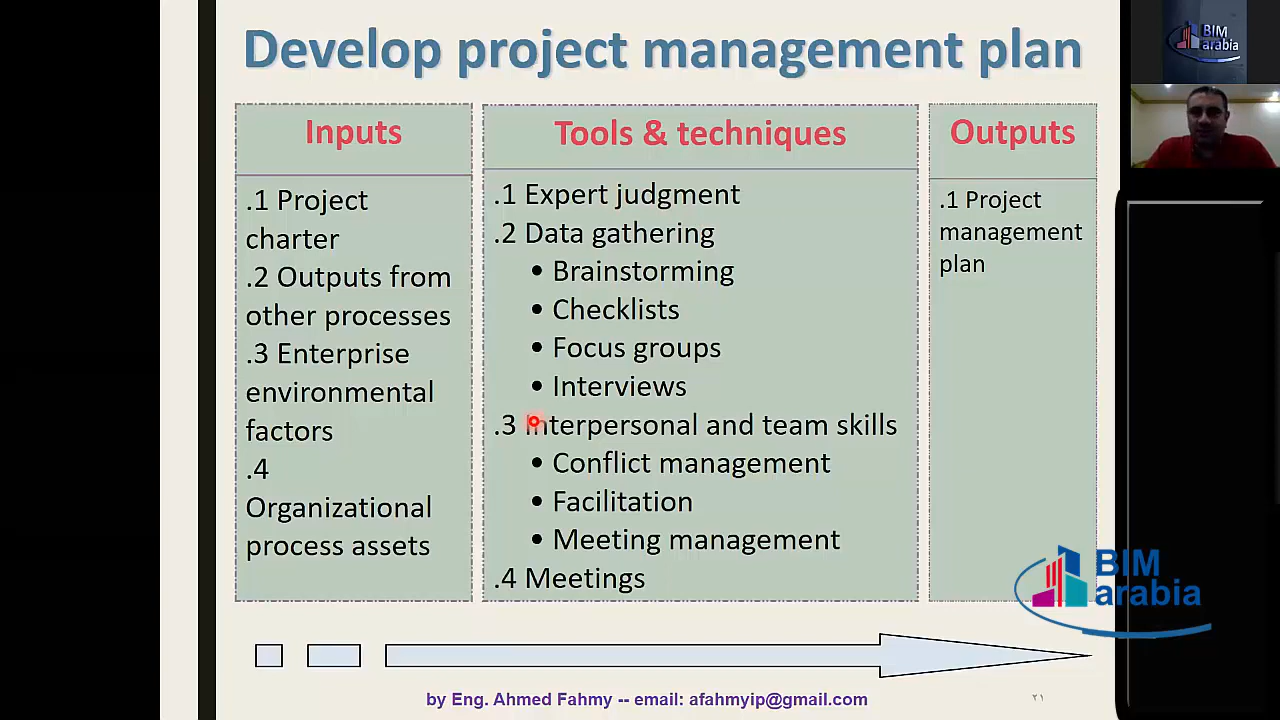 Develop project management plan
Inputs
.1 Project
charter
.2 Outputs from
other processes
.3 Enterprise
environmental
factors
.4
Organizational
process assets
Tools & techniques
.1 Expert judgment
.2 Data gathering
• Brainstorming
• Checklists
• Focus groups
• Interviews
.3 Interpersonal and team skills
• Conflict management
• Facilitation
• Meeting management
.4 Meetings
Outputs
.1 Project
management
plan
BIM
arabia
BIM
arabia
by Eng. Ahmed Fahmy -- email: afahmyip@gmail.com
٢١